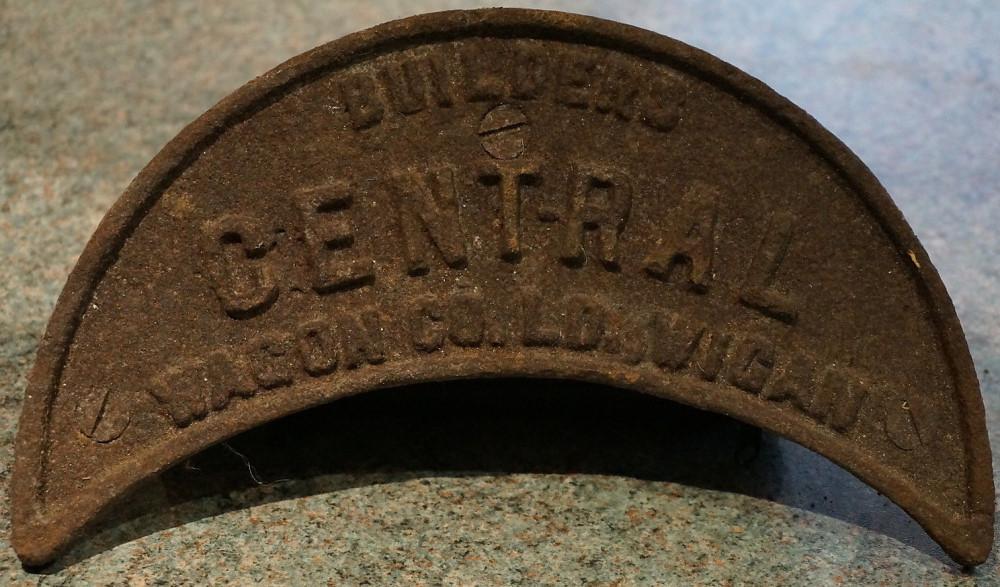 BUILDERS
CENTRAL
WAGON CO. LD. WIGAN